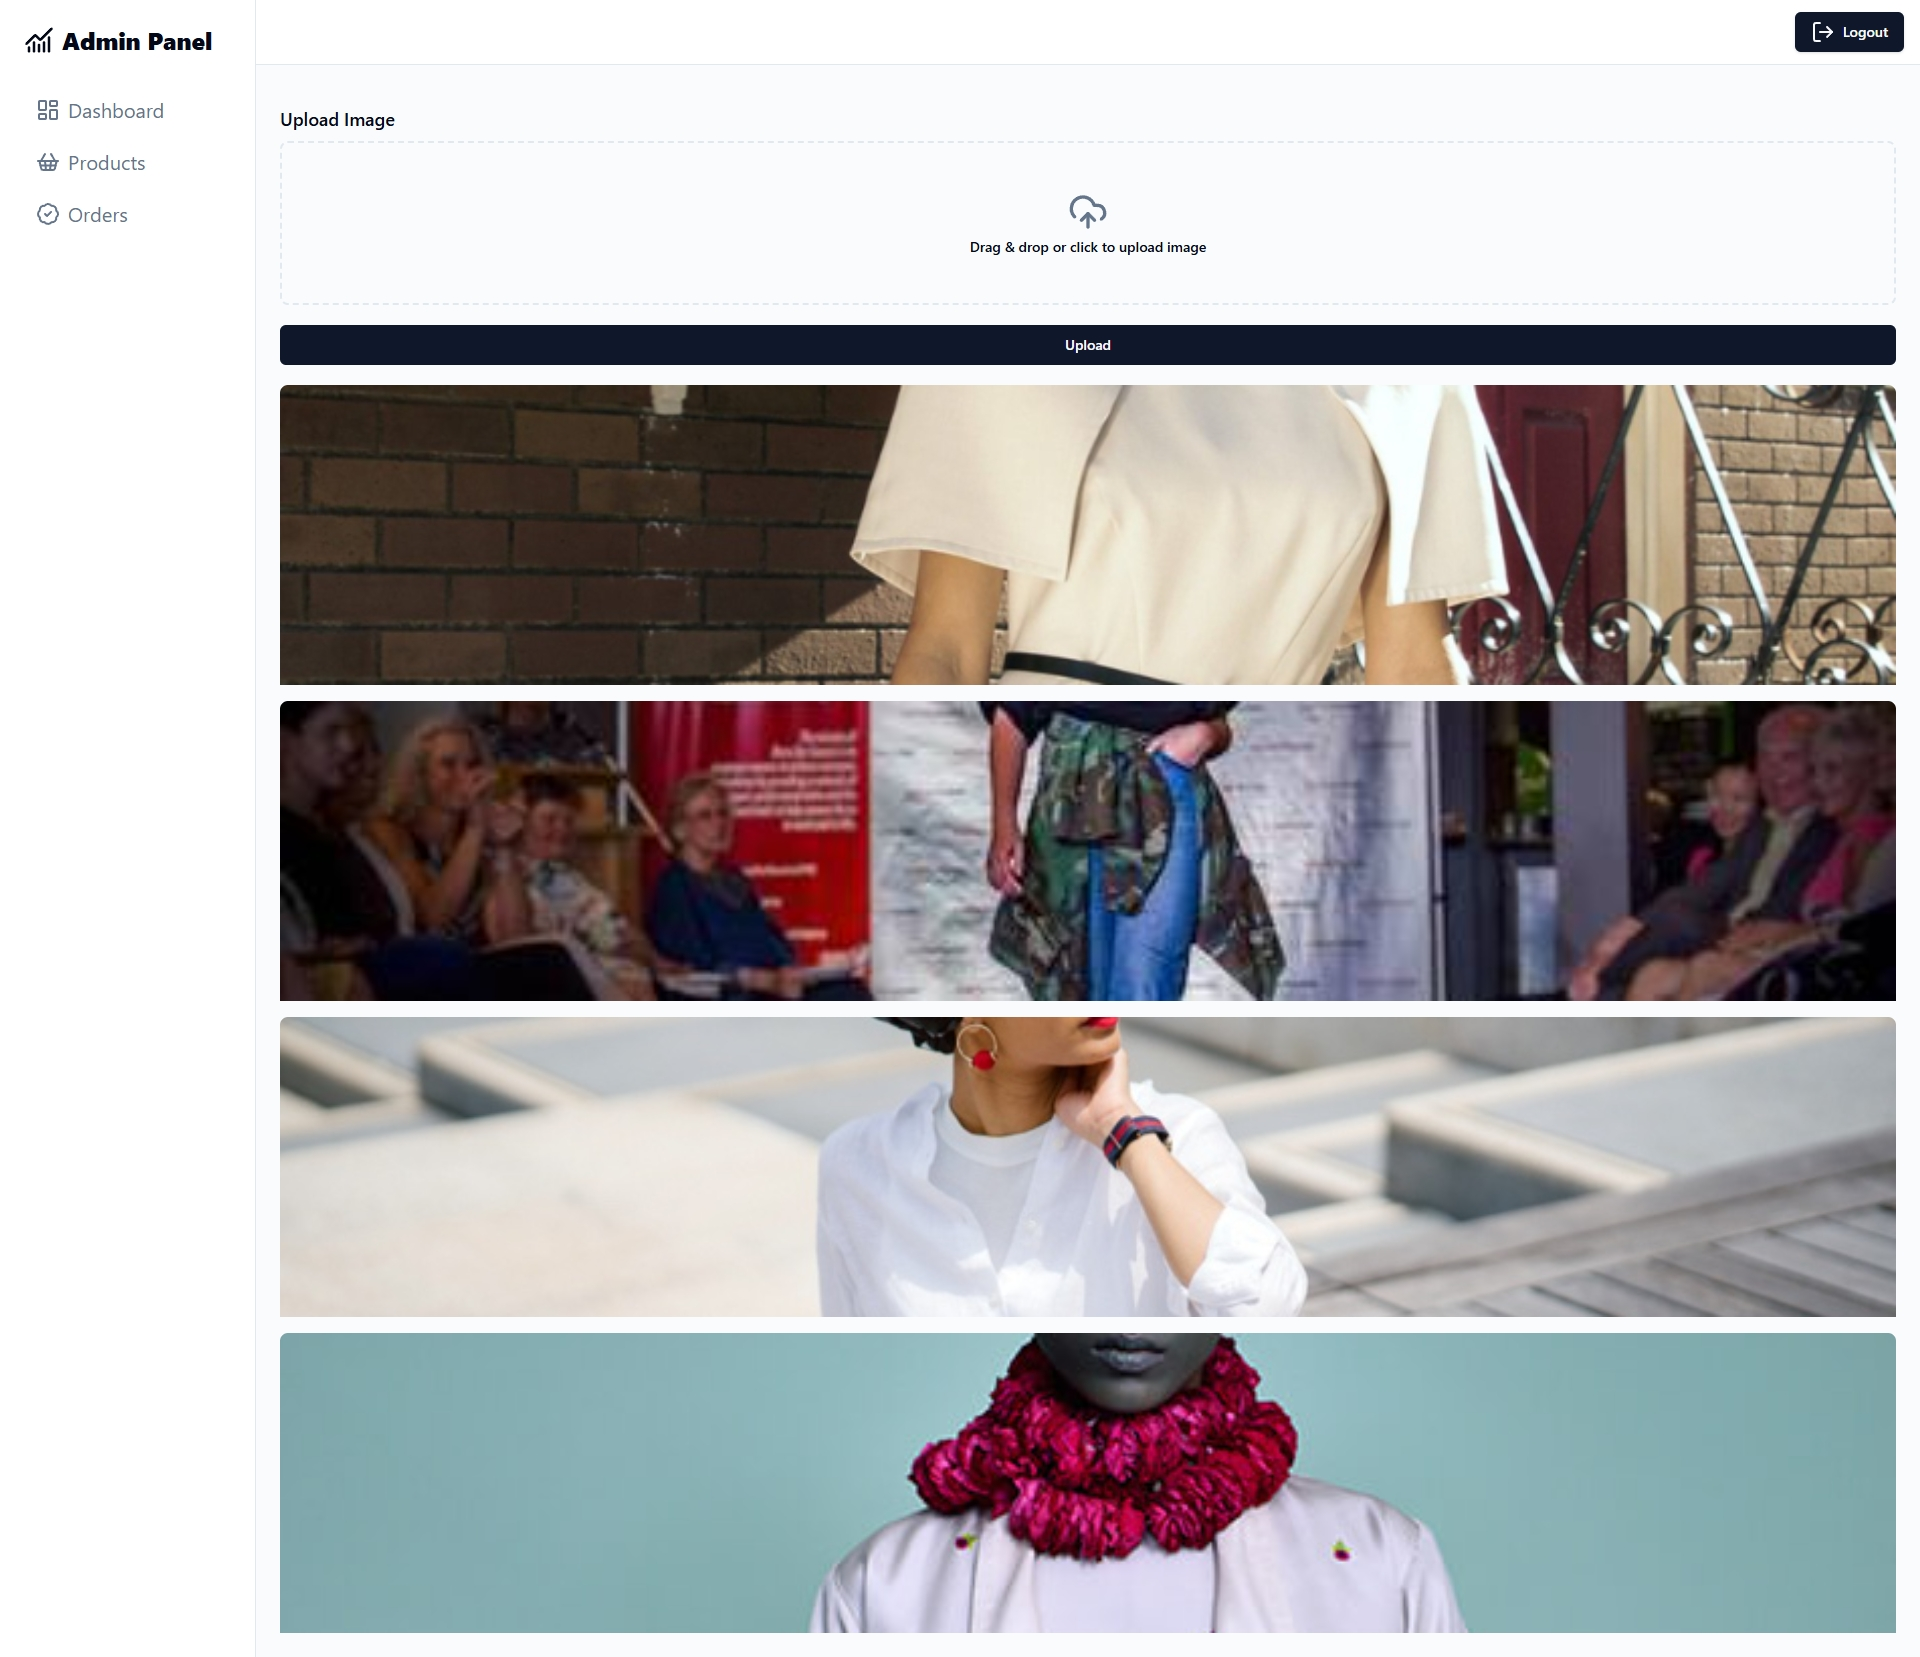 Admin Panel
Logout
Dashboard
Products
Orders
Upload Image
Drag & drop or click to upload image
Upload